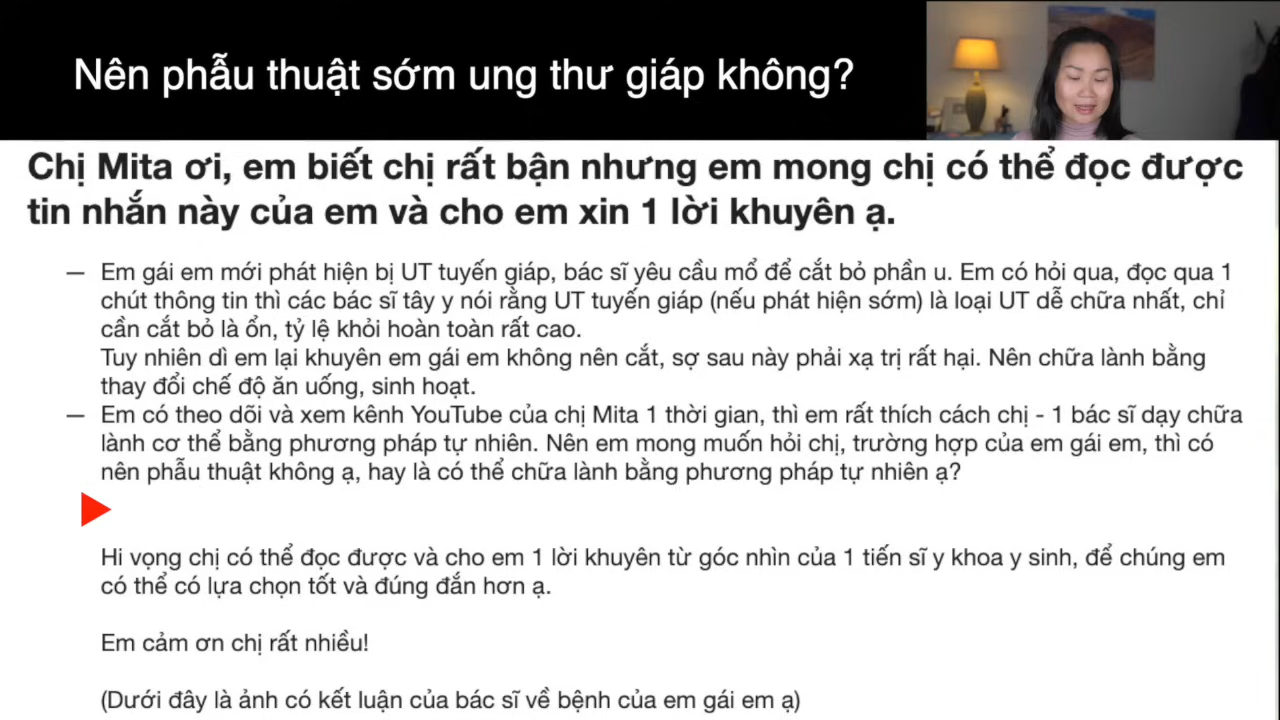 Nên phẫu thuật sớm ung thư giáp không?
Chị Mita ơi, em biết chị rất bận nhưng em mong chị có thể đọc được
tin nhắn này của em và cho em xin 1 lời khuyên ạ.
— Em gái em mới phát hiện bị UT tuyến giáp, bác sĩ yêu cầu mổ để cắt bỏ phần u. Em có hỏi qua, đọc qua 1
chút thông tin thì các bác sĩ tây y nói rằng UT tuyến giáp (nếu phát hiện sớm) là loại UT dễ chữa nhất, chỉ
cần cắt bỏ là ổn, tỷ lệ khỏi hoàn toàn rất cao.
Tuy nhiên dì em lại khuyên em gái em không nên cắt, sợ sau này phải xạ trị rất hại. Nên chữa lành bằng
thay đổi chế độ ăn uống, sinh hoạt.
— Em có theo dõi và xem kênh YouTube của chị Mita 1 thời gian, thì em rất thích cách chị - 1 bác sĩ dạy chữa
lành cơ thể bằng phương pháp tự nhiên. Nên em mong muốn hỏi chị, trường hợp của em gái em, thì có
nên phẫu thuật không ạ, hay là có thể chữa lành bằng phương pháp tự nhiên ạ?
Hi vọng chị có thể đọc được và cho em 1 lời khuyên từ góc nhìn của 1 tiến sĩ y khoa y sinh, để chúng em
có thể có lựa chọn tốt và đúng đắn hơn ạ.
Em cảm ơn chị rất nhiều!
(Dưới đây là ảnh có kết luận của bác sĩ về bệnh của em gái em ạ)